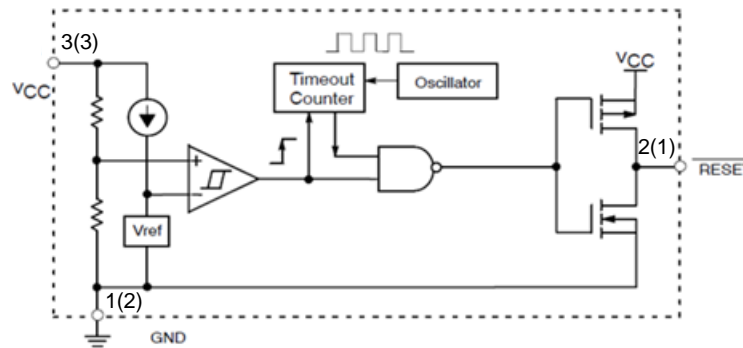 3(3)
VCC
Timeout
Counter
Oscillator
VCC
+
2(1)
RESE
−
Vref
1(2)
GND